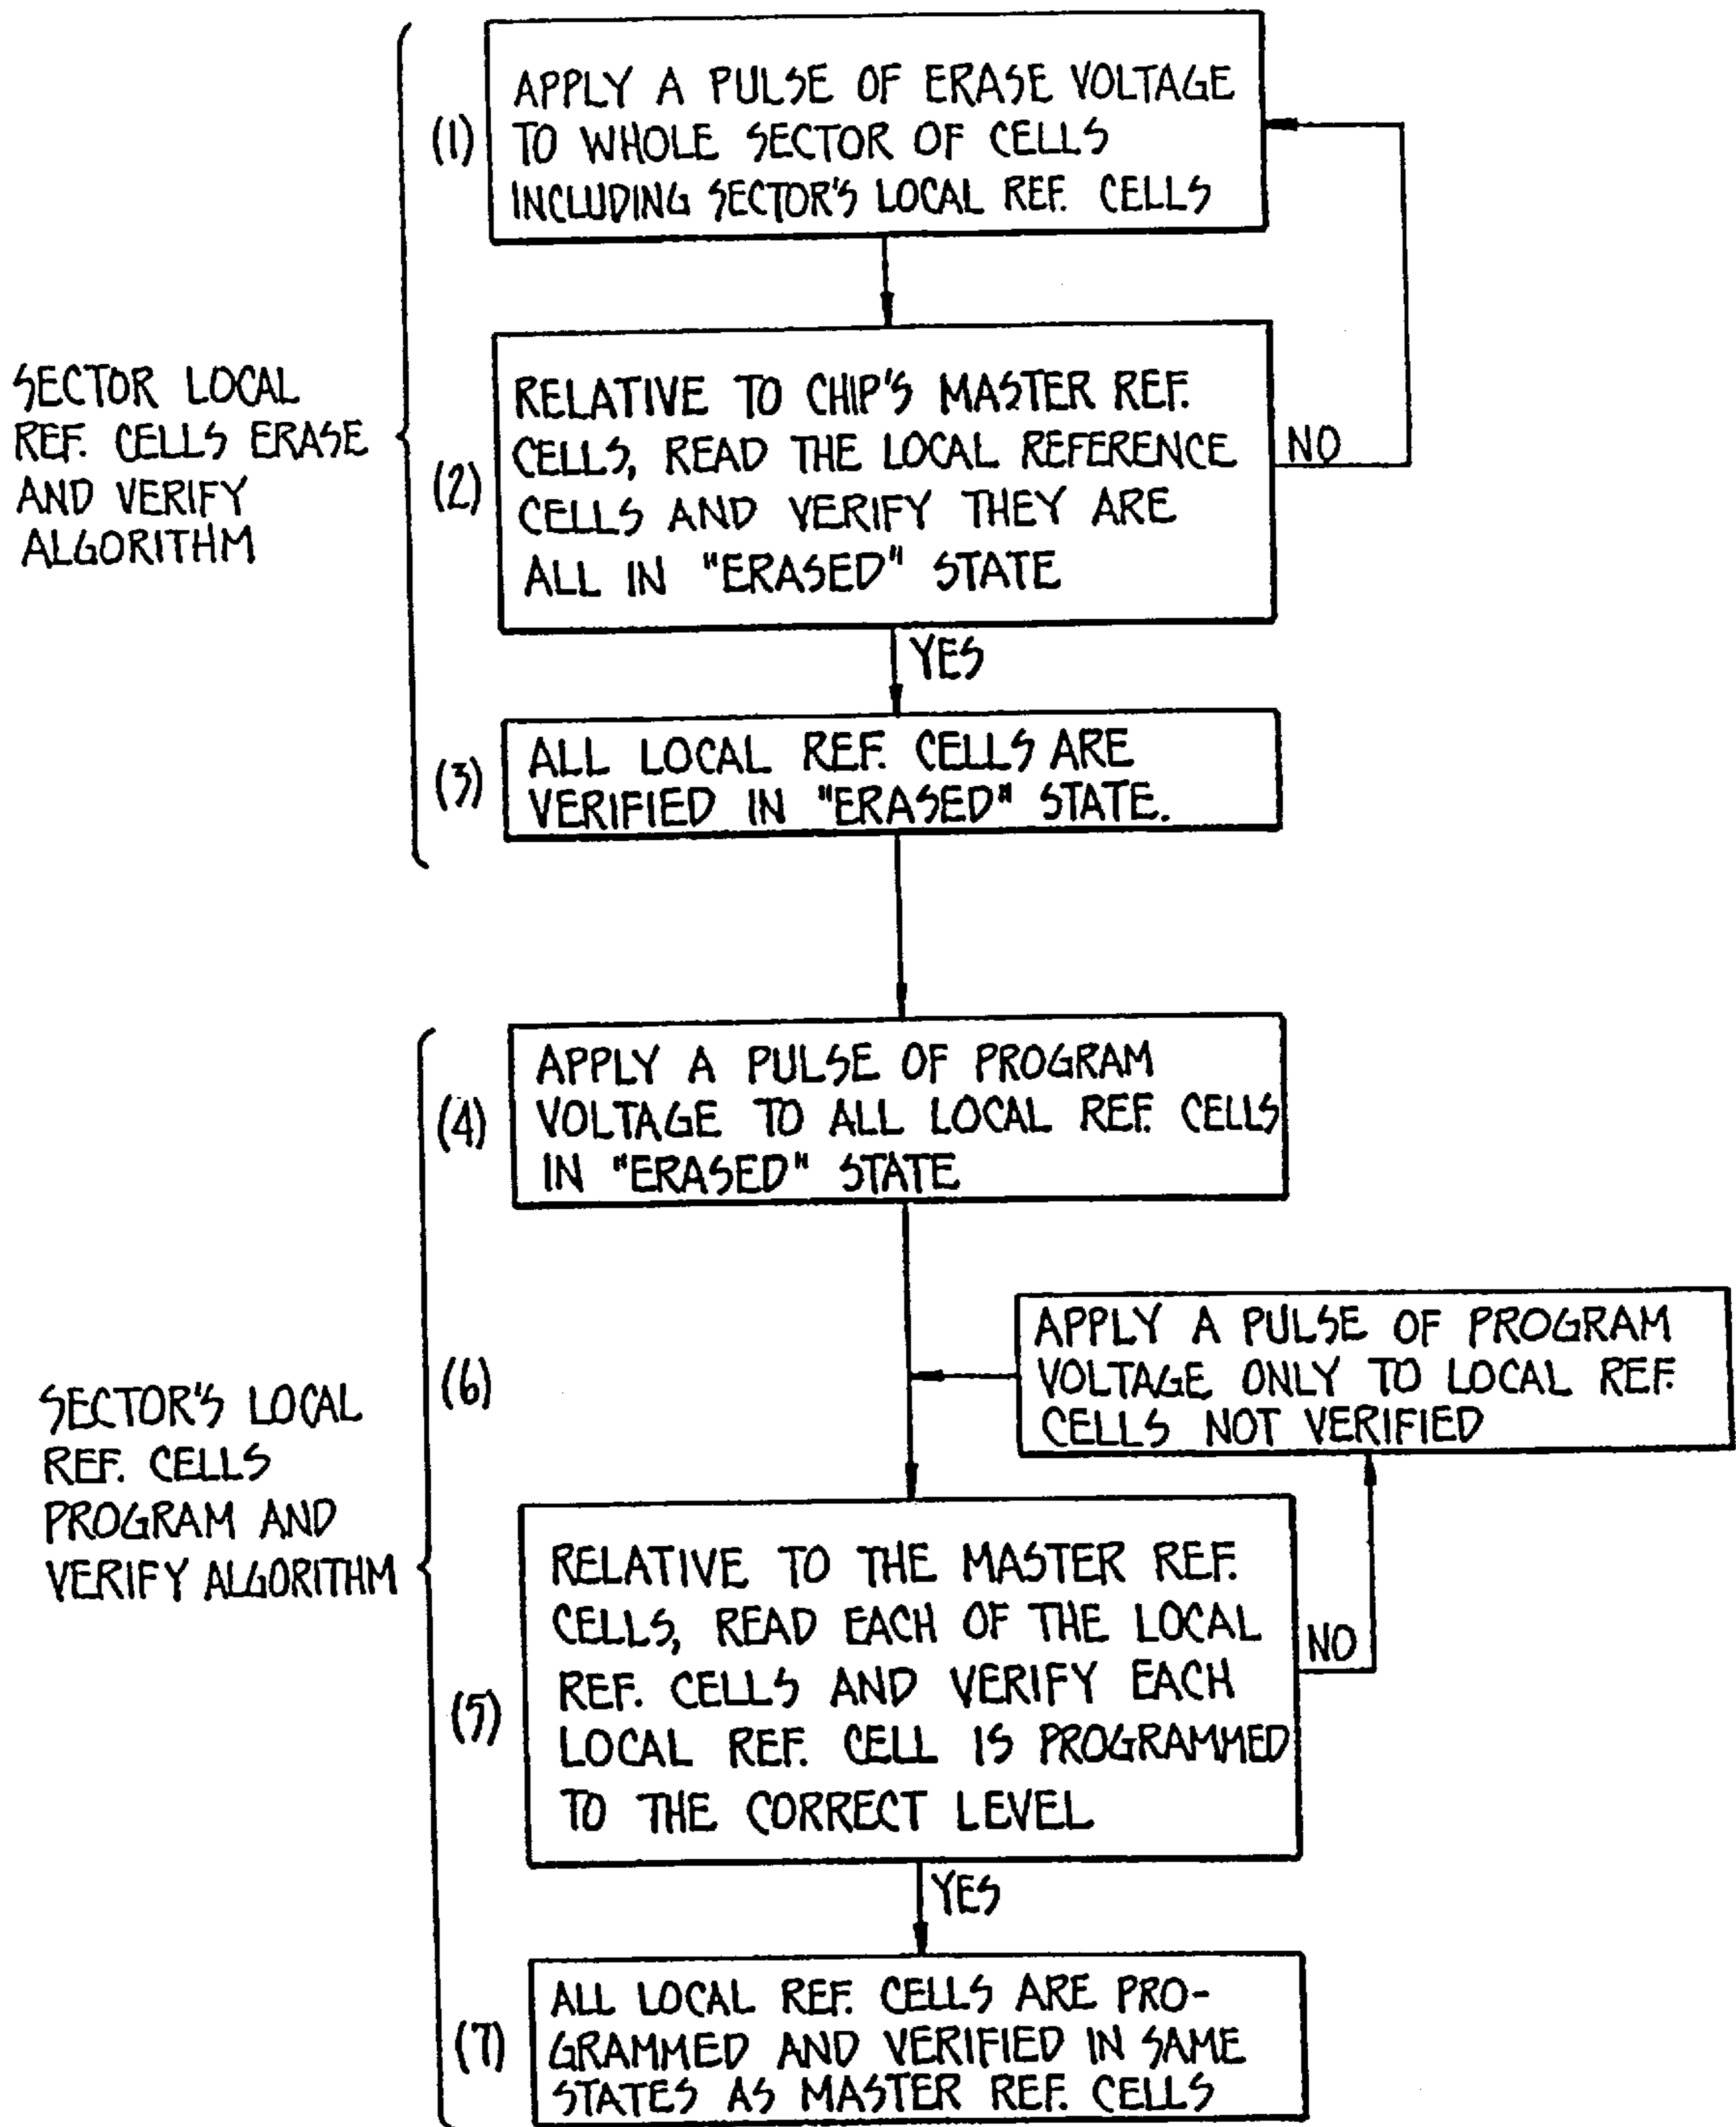 (1)
APPLY A PULSE OF ERASE VOLTAGE
TO WHOLE SECTOR OF CELLS
INCLUDING SECTOR'S LOCAL REF. CELLS
SECTOR LOCAL
REF. CELLS ERASE
AND VERIFY
ALGORITHM
(2)
RELATIVE TO CHIP'S MASTER REF.
CELLS, READ THE LOCAL REFERENCE
CELLS AND VERIFY THEY ARE
ALL IN "ERASED" STATE
NO
YES
(3)
ALL LOCAL REF. CELLS ARE
VERIFIED IN "ERASED" STATE.
(4)
APPLY A PULSE OF PROGRAM
VOLTAGE TO ALL LOCAL REF. CELLS
IN "ERASED" STATE
(6)
APPLY A PULSE OF PROGRAM
VOLTAGE ONLY TO LOCAL REF.
CELLS NOT VERIFIED
SECTOR'S LOCAL
REF. CELLS
PROGRAM AND
VERIFY ALGORITHM
(5)
RELATIVE TO THE MASTER REF.
CELLS, READ EACH OF THE LOCAL
REF. CELLS AND VERIFY EACH
LOCAL REF. CELL IS PROGRAMMED
TO THE CORRECT LEVEL
NO
YES
(7)
ALL LOCAL REF. CELLS ARE PRO-
GRAMMED AND VERIFIED IN SAME
STATES AS MASTER REF. CELLS